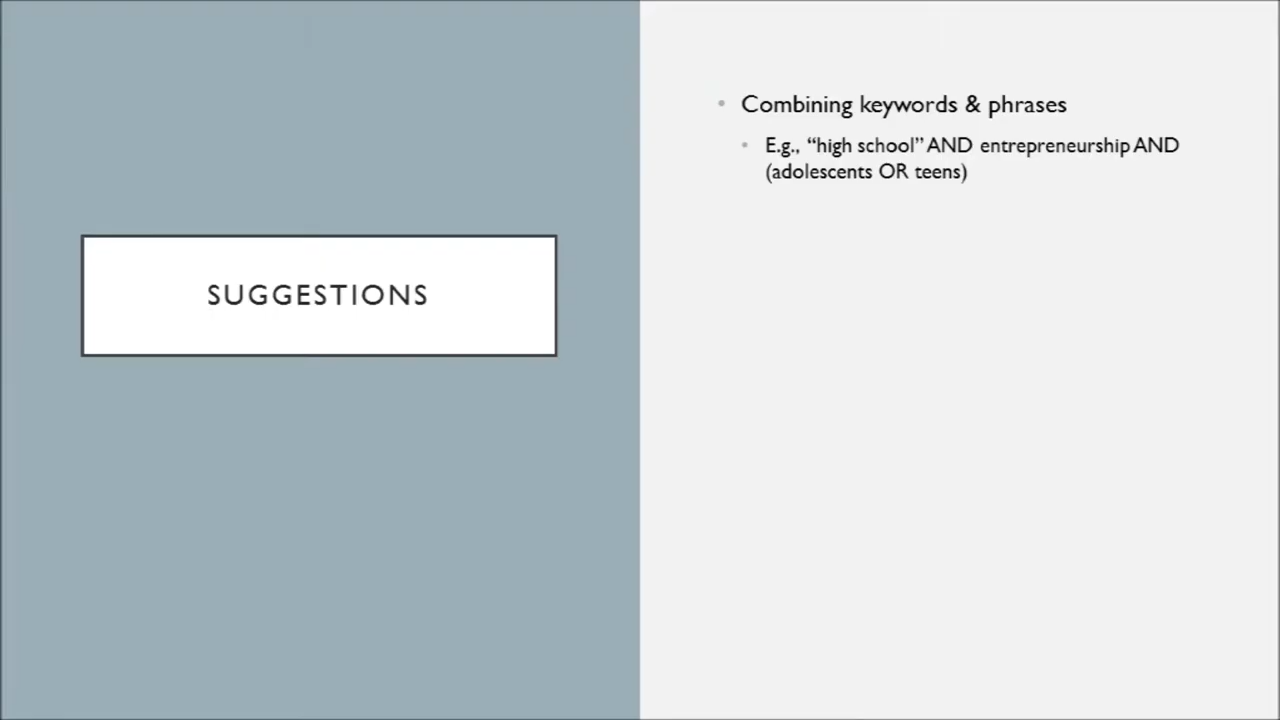 SUGGESTIONS
Combining keywords & phrases
E.g., “high school” AND entrepreneurship AND
(adolescents OR teens)